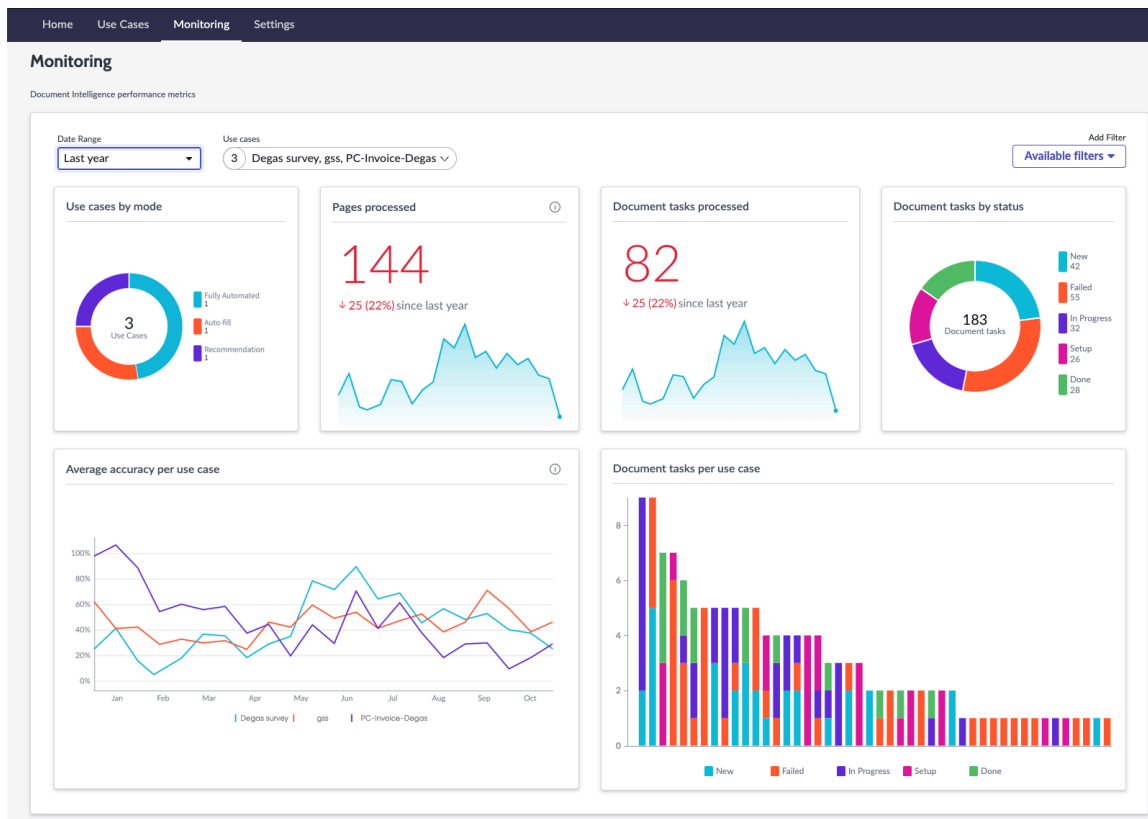 Home Use Cases Monitoring Settings
Monitoring
Document Intelligence performance metrics
Date Range
Last year
Use cases
3 Degas survey, gss, PC-Invoice-Degas
Add Filter
Available filters
Use cases by mode
3
Use Cases
Fully Automated
1
Auto-fill
1
Recommendation
1
Pages processed
144
25 (22%) since last year
Document tasks processed
82
25 (22%) since last year
Document tasks by status
183
Document tasks
New
42
Failed
55
In Progress
32
Setup
26
Done
28
Average accuracy per use case
100%
80%
60%
40%
20%
0%
Jan Feb Mar Apr May Jun Jul Aug Sep Oct
Degas survey gss PC-Invoice-Degas
Document tasks per use case
8
6
4
2
0
New Failed In Progress Setup Done